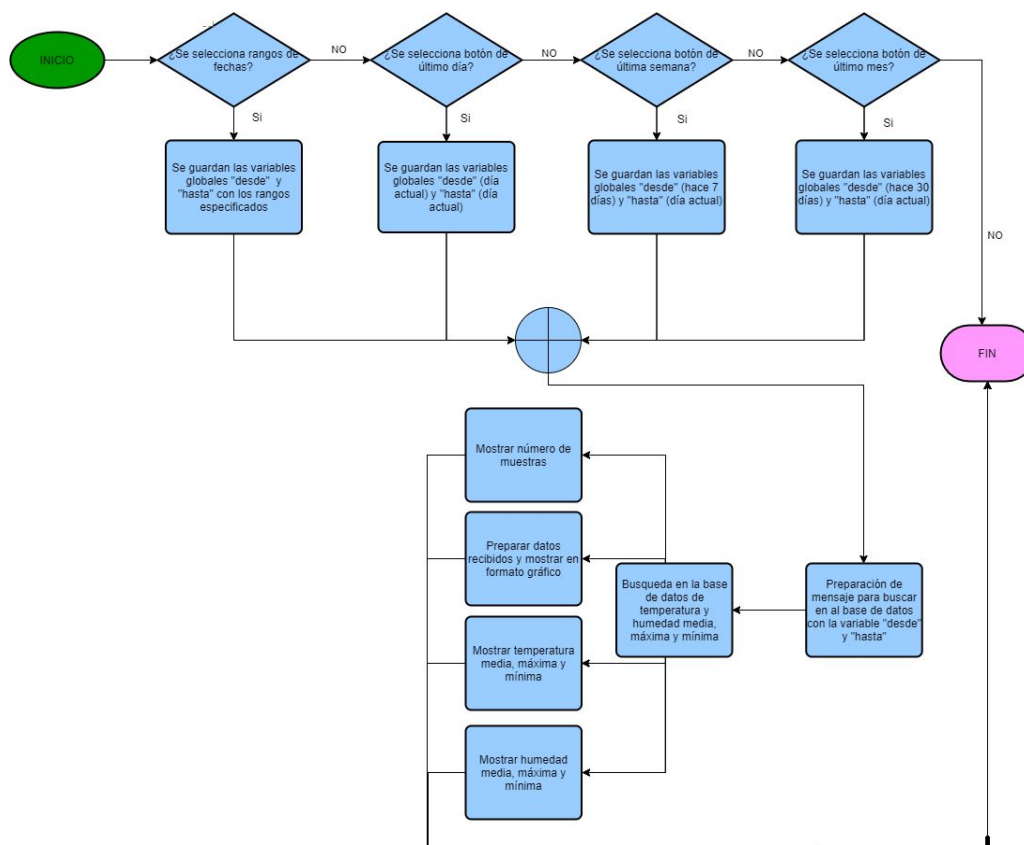 INICIO
¿Se selecciona rangos de
fechas?
NO
¿Se selecciona botón de
último día?
NO
¿Se selecciona botón de
última semana?
NO
¿Se selecciona botón de
último mes?
Si
Si
Si
Si
Se guardan las variables
globales "desde" y
"hasta" con los rangos
especificados
Se guardan las variables
globales "desde" (día
actual) y "hasta" (día
actual)
Se guardan las variables
globales "desde" (hace 7
días) y "hasta" (día actual)
Se guardan las variables
globales "desde" (hace 30
días) y "hasta" (día actual)
NO
FIN
Mostrar número de
muestras
Preparar datos
recibidos y mostrar en
formato gráfico
Busqueda en la base
de datos de
temperatura y
humedad media,
máxima y mínima
Preparación de
mensaje para buscar
en al base de datos
con la variable "desde"
y "hasta"
Mostrar temperatura
media, máxima y
mínima
Mostrar humedad
media, máxima y
mínima